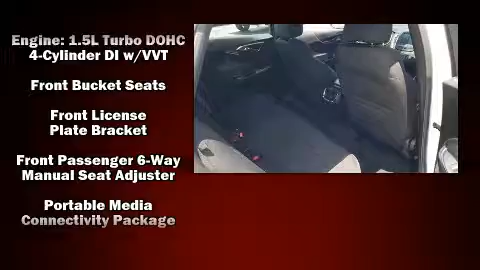 Engine: 1.5L Turbo DOHC
4-Cylinder DI w/VVT
Front Bucket Seats
Front License
Plate Bracket
Front Passenger 6-Way
Manual Seat Adjuster
Portable Media
Connectivity Package